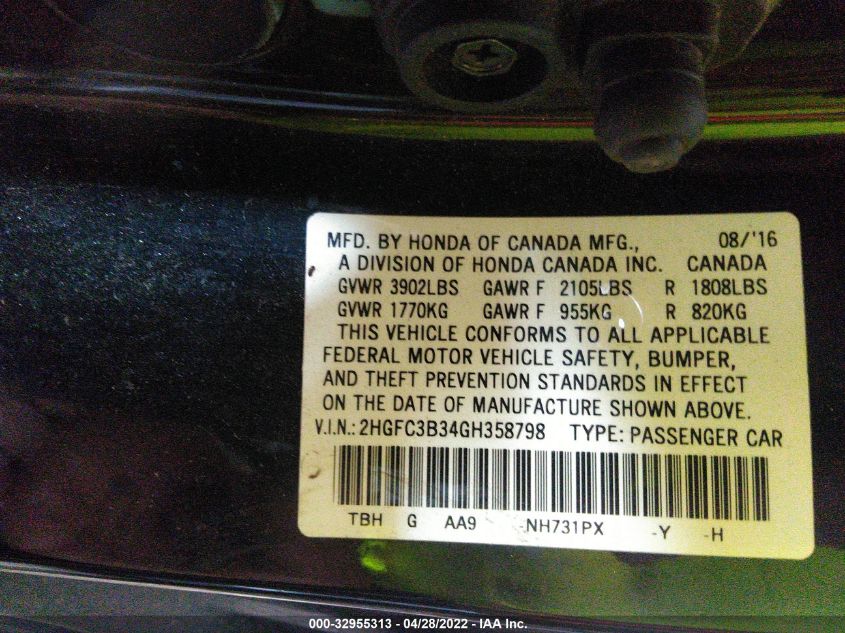 MFD. BY HONDA OF CANADA MFG., 08/'16
A DIVISION OF HONDA CANADA INC. CANADA
GVWR 3902LBS GAWR F 2105LBS R 1808LBS
GVWR 1770KG GAWR F 955KG R 820KG
THIS VEHICLE CONFORMS TO ALL APPLICABLE
FEDERAL MOTOR VEHICLE SAFETY, BUMPER,
AND THEFT PREVENTION STANDARDS IN EFFECT
ON THE DATE OF MANUFACTURE SHOWN ABOVE.
V.I.N.: 2HGFC3B34GH358798 TYPE: PASSENGER CAR
TBH G AA9 -NH731PX -Y -H
000-32955313 - 04/28/2022 - IAA Inc.